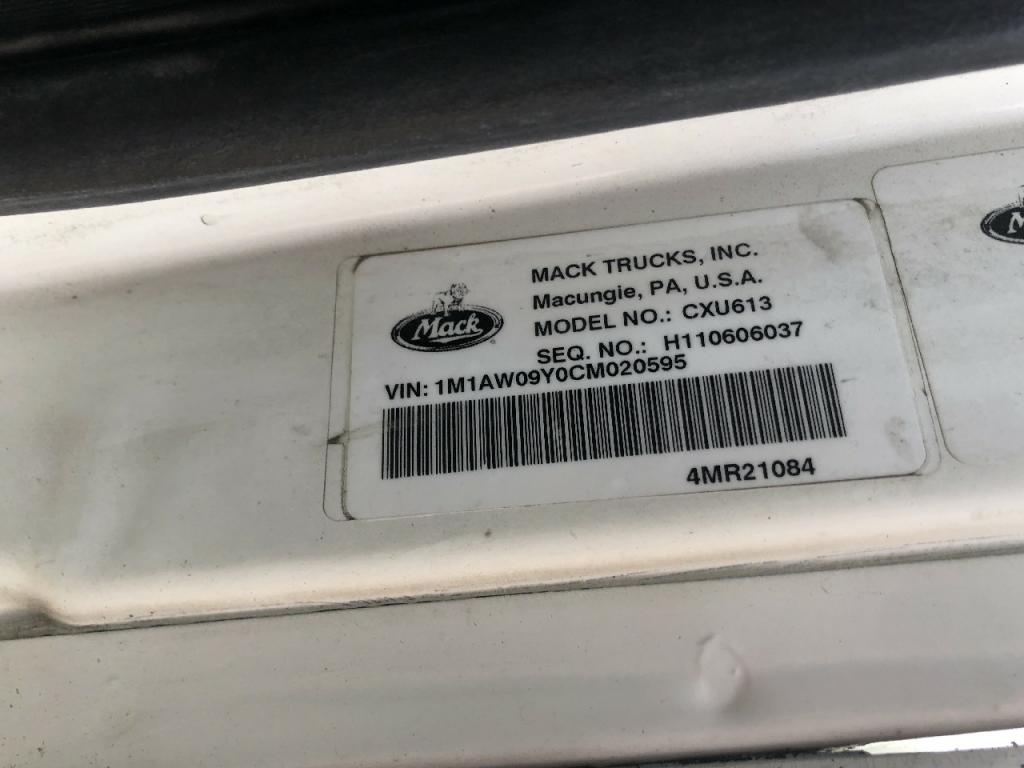 Mack
MACK TRUCKS, INC.
Macungie, PA, U.S.A.
MODEL NO.: CXU613
SEQ. NO.: H110606037
VIN: 1M1AW09Y0CM020595
4MR21084